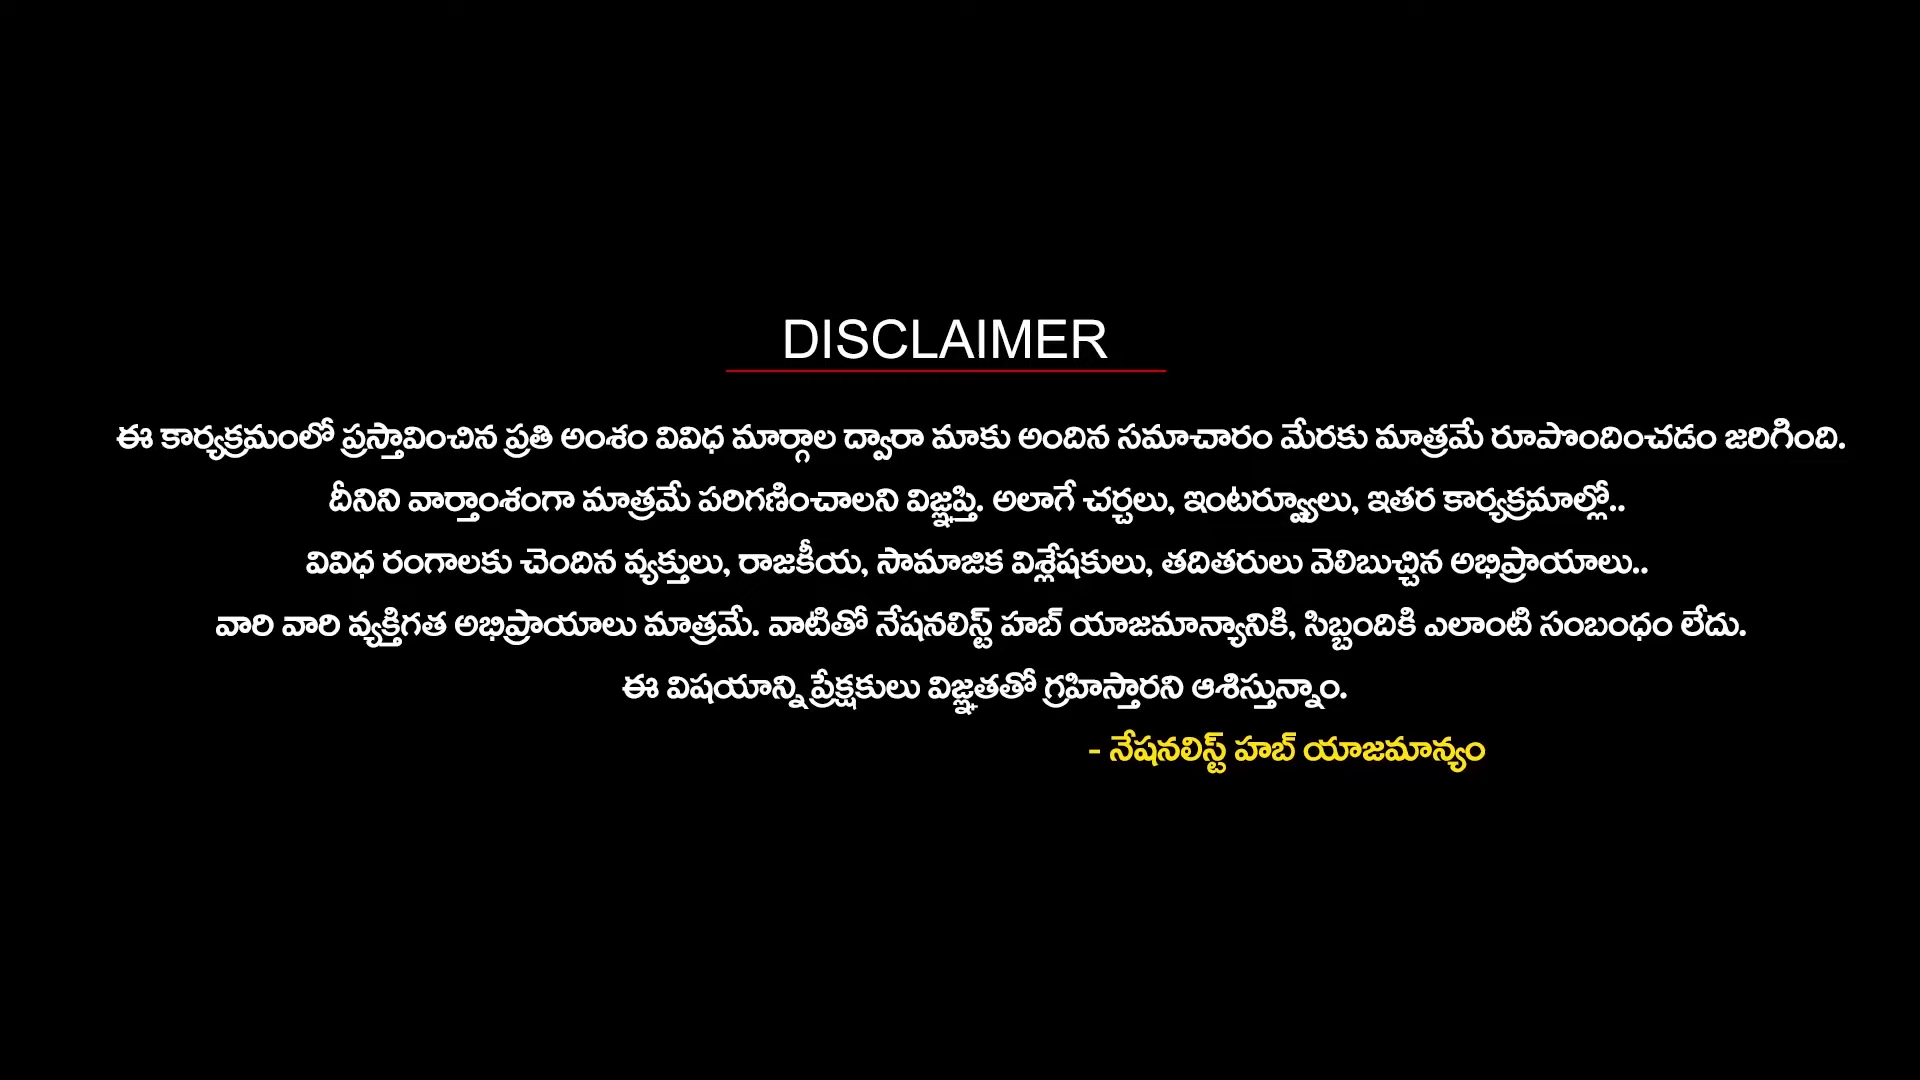 DISCLAIMER
ఈ కార్యక్రమంలో ప్రస్తావించిన ప్రతి అంశం వివిధ మార్గాల ద్వారా మాకు అందిన సమాచారం మేరకు మాత్రమే రూపొందించడం జరిగింది.
దీనిని వార్తాంశంగా మాత్రమే పరిగణించాలని విజ్ఞప్తి. అలాగే చర్చలు, ఇంటర్వ్యూలు, ఇతర కార్యక్రమాల్లో..
వివిధ రంగాలకు చెందిన వ్యక్తులు, రాజకీయ, సామాజిక విశ్లేషకులు, తదితరులు వెలిబుచ్చిన అభిప్రాయాలు..
వారి వారి వ్యక్తిగత అభిప్రాయాలు మాత్రమే. వాటితో నేషనలిస్ట్ హబ్ యాజమాన్యానికి, సిబ్బందికి ఎలాంటి సంబంధం లేదు.
ఈ విషయాన్ని ప్రేక్షకులు విజ్ఞతతో గ్రహిస్తారని ఆశిస్తున్నాం.
- నేషనలిస్ట్ హబ్ యాజమాన్యం